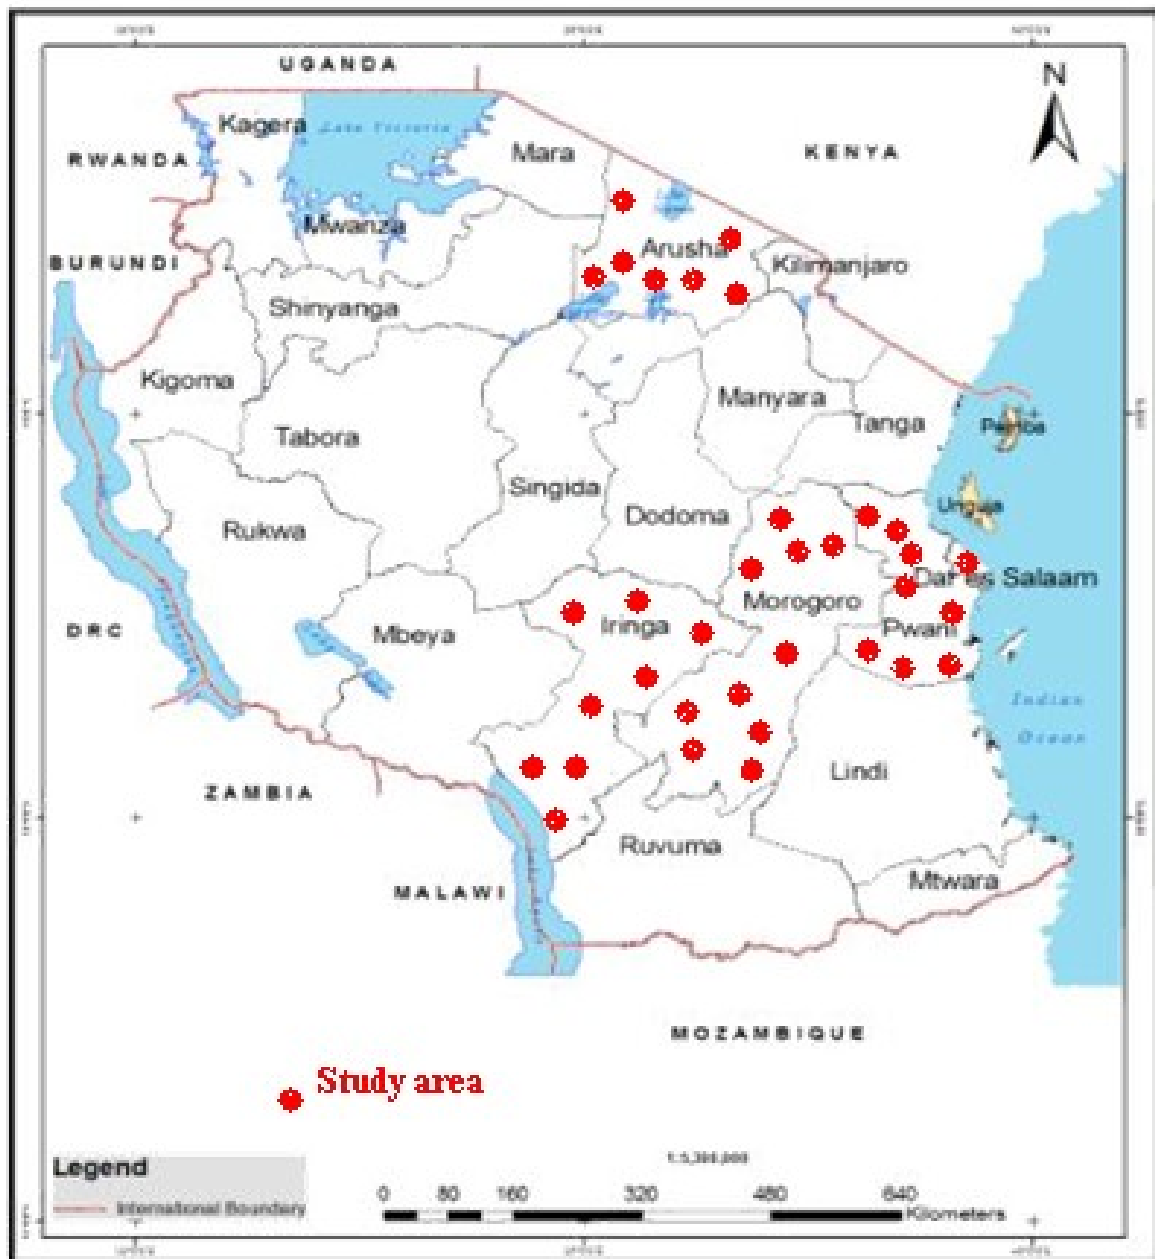 UGANDA
N
Kagera
Lake Victoria
Mara
KENYA
RWANDA
Mwanza
Arusha
BURUNDI
Kilimanjaro
Shinyanga
Kigoma
Manyara
Tanga
Pemba
Tabora
Singida
Unguja
Dodoma
Rukwa
Dar es Salaam
Morogoro
DRC
Mbeya
Iringa
Pwani
Indian
Ocean
ZAMBIA
Lindi
Ruvuma
MALAWI
Mtwara
MOZAMBIQUE
Study area
Legend
International Boundary
0 80 160 320 480 640
Kilometers